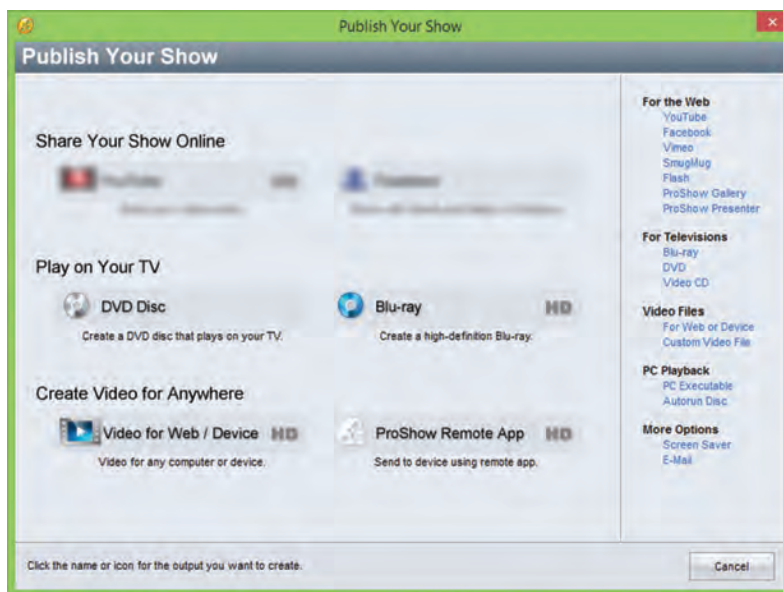 Publish Your Show
Publish Your Show
Share Your Show Online
Play on Your TV
DVD Disc
Create a DVD disc that plays on your TV.
Blu-ray
HD
Create a high-definition Blu-ray.
Create Video for Anywhere
Video for Web / Device
HD
Video for any computer or device.
ProShow Remote App
HD
Send to device using remote app.
For the Web
YouTube
Facebook
Vimeo
SmugMug
Flash
ProShow Gallery
ProShow Presenter
For Televisions
Blu-ray
DVD
Video CD
Video Files
For Web or Device
Custom Video File
PC Playback
PC Executable
Autorun Disc
More Options
Screen Saver
E-Mail
Click the name or icon for the output you want to create.
Cancel